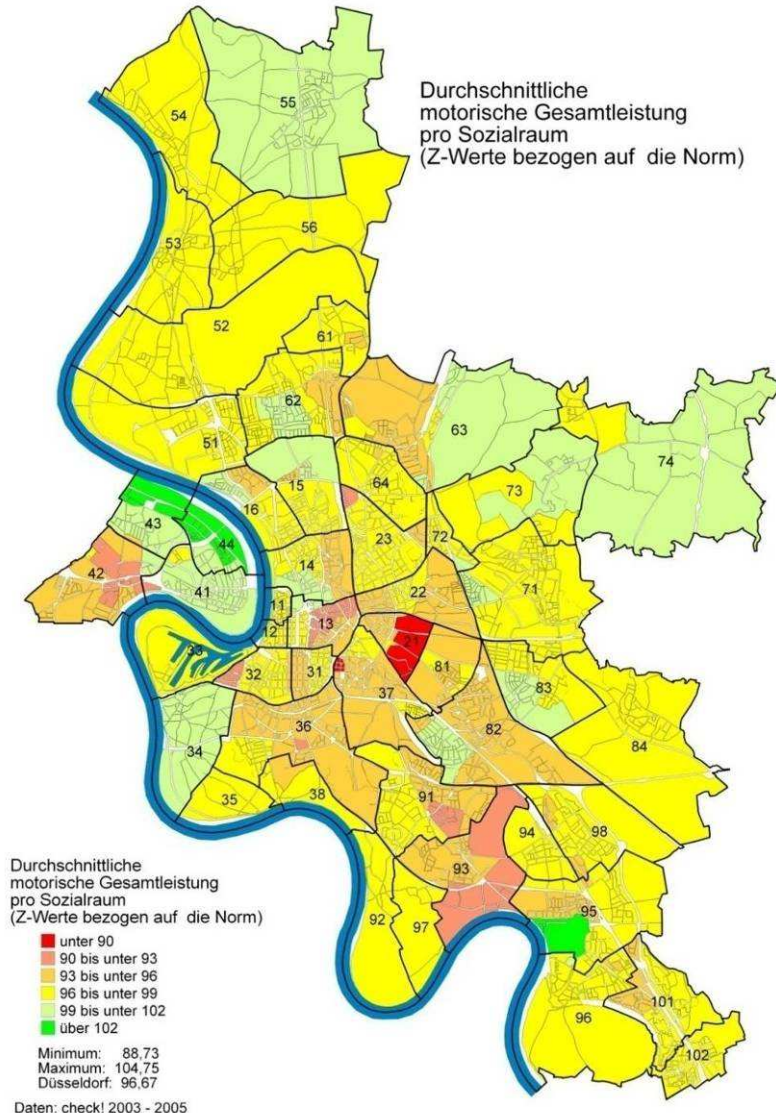 Durchschnittliche
motorische Gesamtleistung
pro Sozialraum
(Z-Werte bezogen auf die Norm)
54
55
53
56
52
61
62
63
51
74
15
64
73
16
43
44
23
72
42
14
41
22
71
11
13
12
21
33
32
31
81
83
37
36
82
34
84
35
38
91
94
98
93
92
97
95
96
101
102
Durchschnittliche
motorische Gesamtleistung
pro Sozialraum
(Z-Werte bezogen auf die Norm)
unter 90
90 bis unter 93
93 bis unter 96
96 bis unter 99
99 bis unter 102
über 102
Minimum: 88,73
Maximum: 104,75
Düsseldorf: 96,67
Daten: check! 2003 - 2005